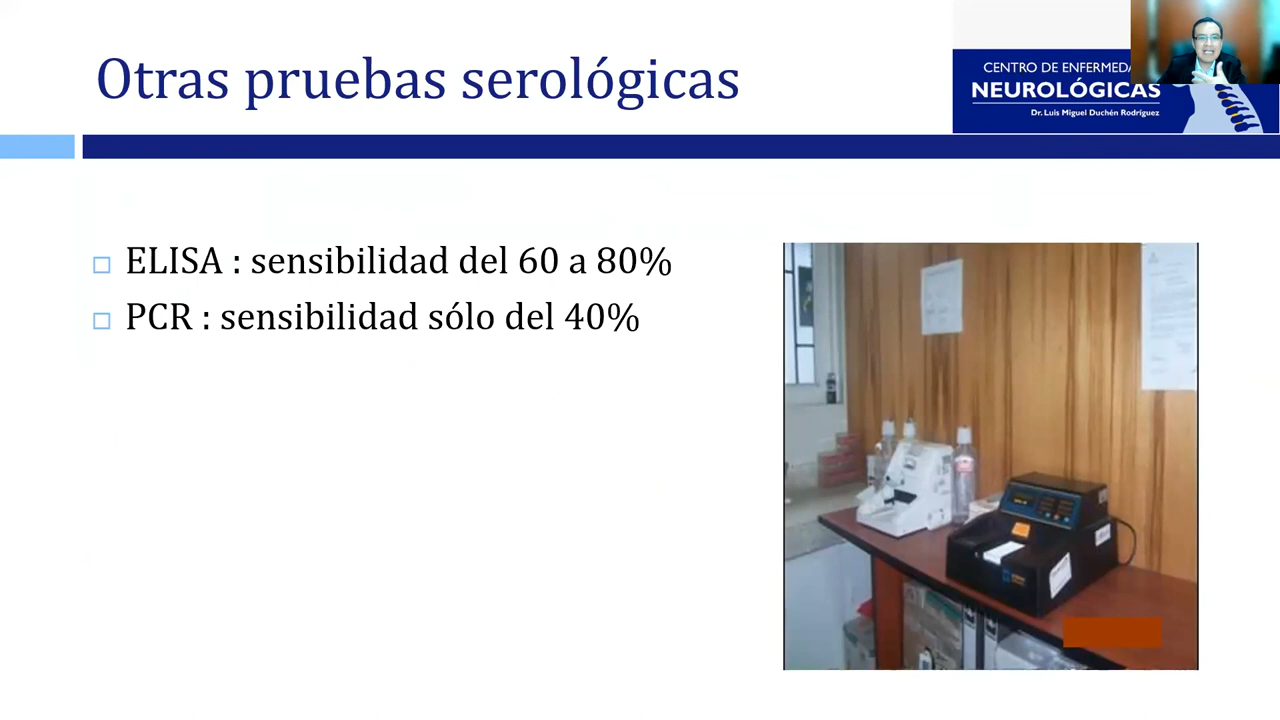 Otras pruebas serológicas
CENTRO DE ENFERMEDA
NEUROLÓGICAS
Dr. Luis Miguel Duchén Rodríguez
ELISA : sensibilidad del 60 a 80%
PCR : sensibilidad sólo del 40%